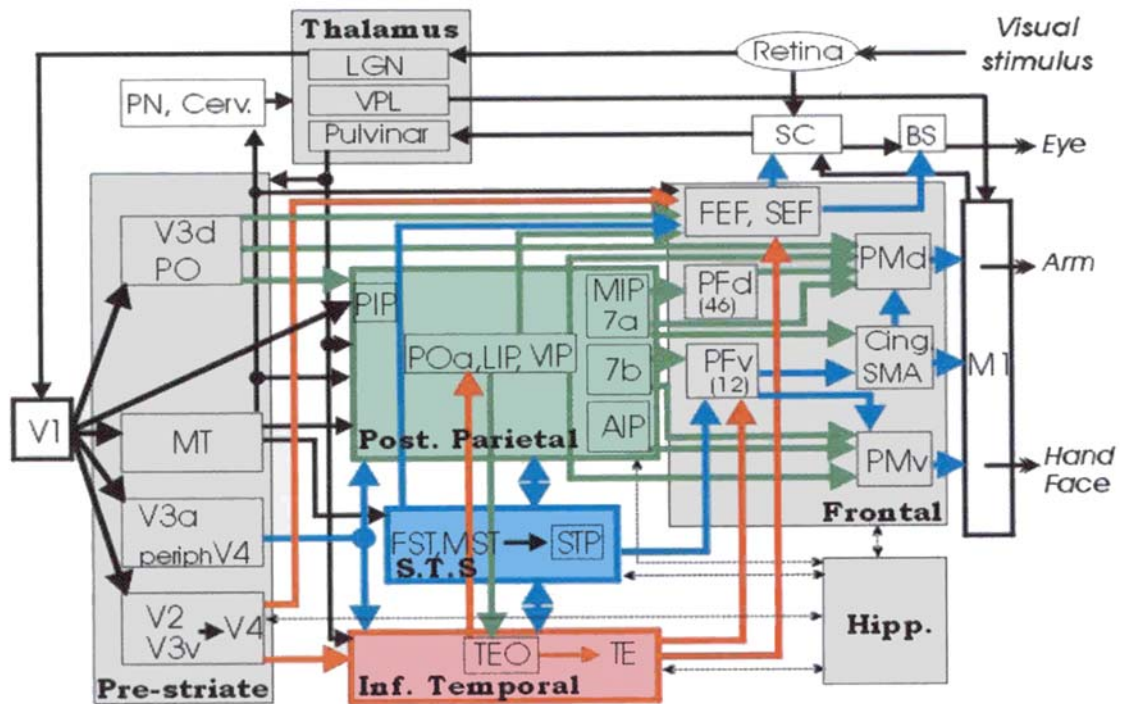 Thalamus
LGN
VPL
Pulvinar
Retina
Visual
stimulus
PN, Cerv.
SC
BS
Eye
V3d
PO
FEF, SEF
PIP
MIP
7a
PFd
(46)
PMd
Arm
POa, LIP, VIP
7b
PFv
(12)
Cing.
SMA
M1
V1
MT
AIP
Post. Parietal
PMv
Hand
Face
V3a
periphV4
FST, MST
STP
S.T.S
Frontal
V2
V3v
V4
TEO
TE
Hipp.
Pre-striate
Inf. Temporal